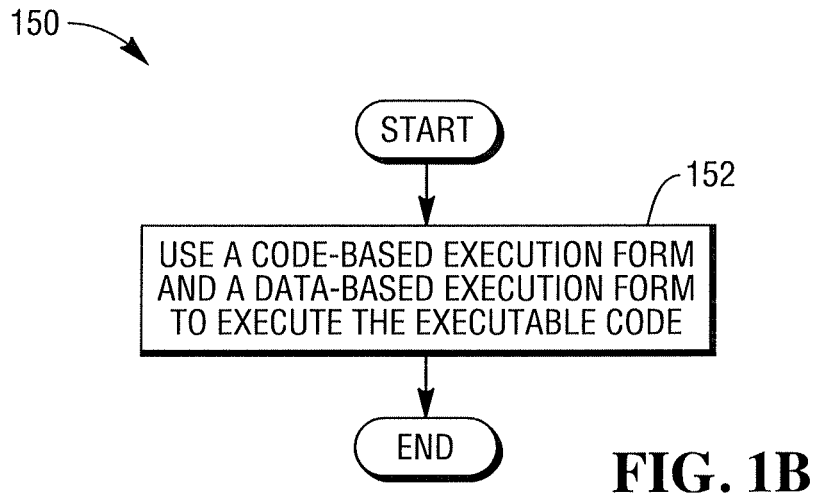 150
START
152
USE A CODE-BASED EXECUTION FORM
AND A DATA-BASED EXECUTION FORM
TO EXECUTE THE EXECUTABLE CODE
END
FIG. 1B